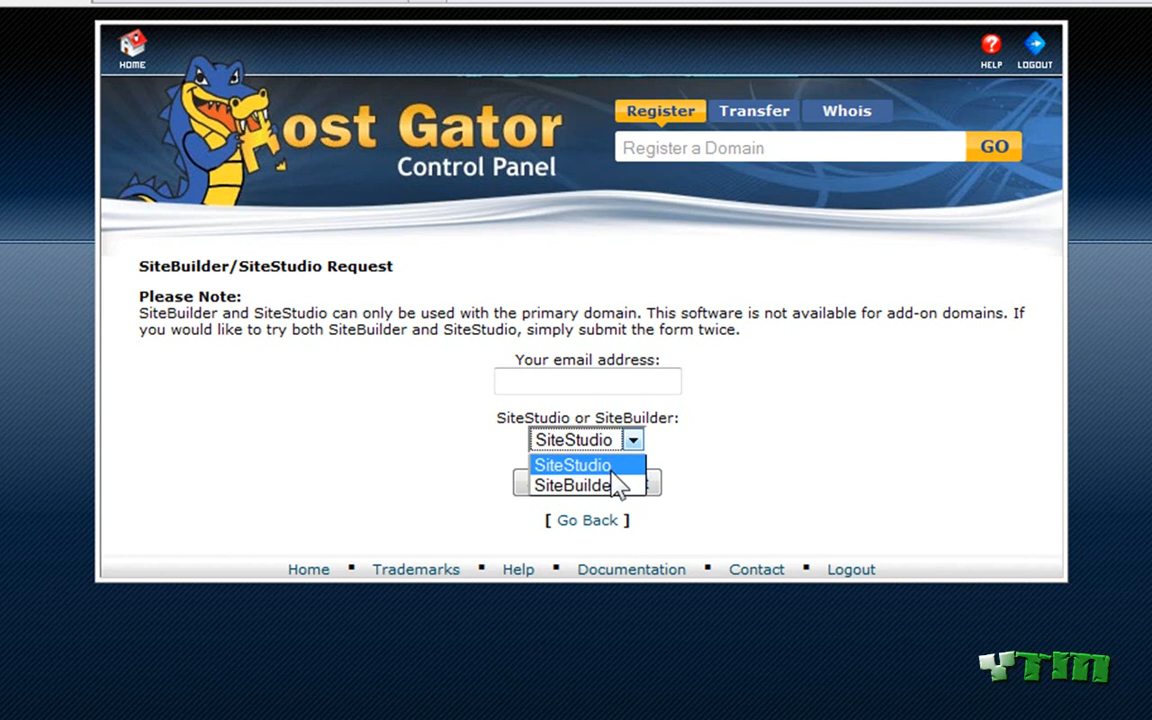 HOME
HELP LOGOUT
Host Gator
Control Panel
Register Transfer Whois
Register a Domain GO
SiteBuilder/SiteStudio Request
Please Note:
SiteBuilder and SiteStudio can only be used with the primary domain. This software is not available for add-on domains. If
you would like to try both SiteBuilder and SiteStudio, simply submit the form twice.
Your email address:
SiteStudio or SiteBuilder:
SiteStudio
SiteStudio
SiteBuilde
[ Go Back ]
Home ▪ Trademarks ▪ Help ▪ Documentation ▪ Contact ▪ Logout
YTM